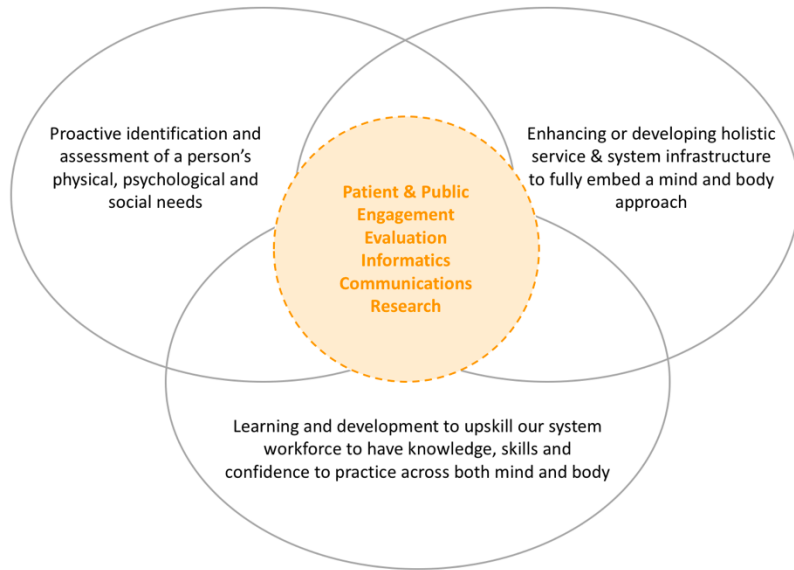 Proactive identification and
assessment of a person's
physical, psychological and
social needs
Enhancing or developing holistic
service & system infrastructure
to fully embed a mind and body
approach
Patient & Public
Engagement
Evaluation
Informatics
Communications
Research
Learning and development to upskill our system
workforce to have knowledge, skills and
confidence to practice across both mind and body